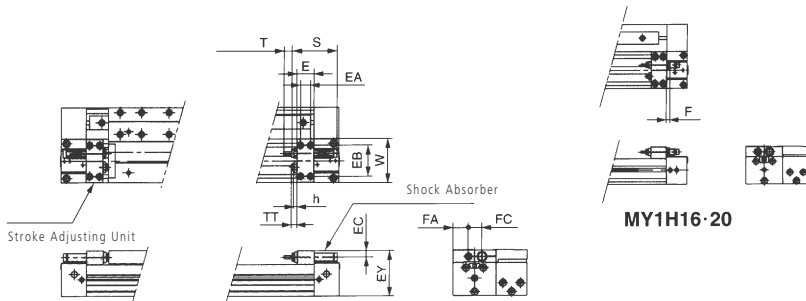 T S
E
EA
F
EB
W
h
TT
Shock Absorber
Stroke Adjusting Unit
EC
EY
FA FC
MY1H16·20